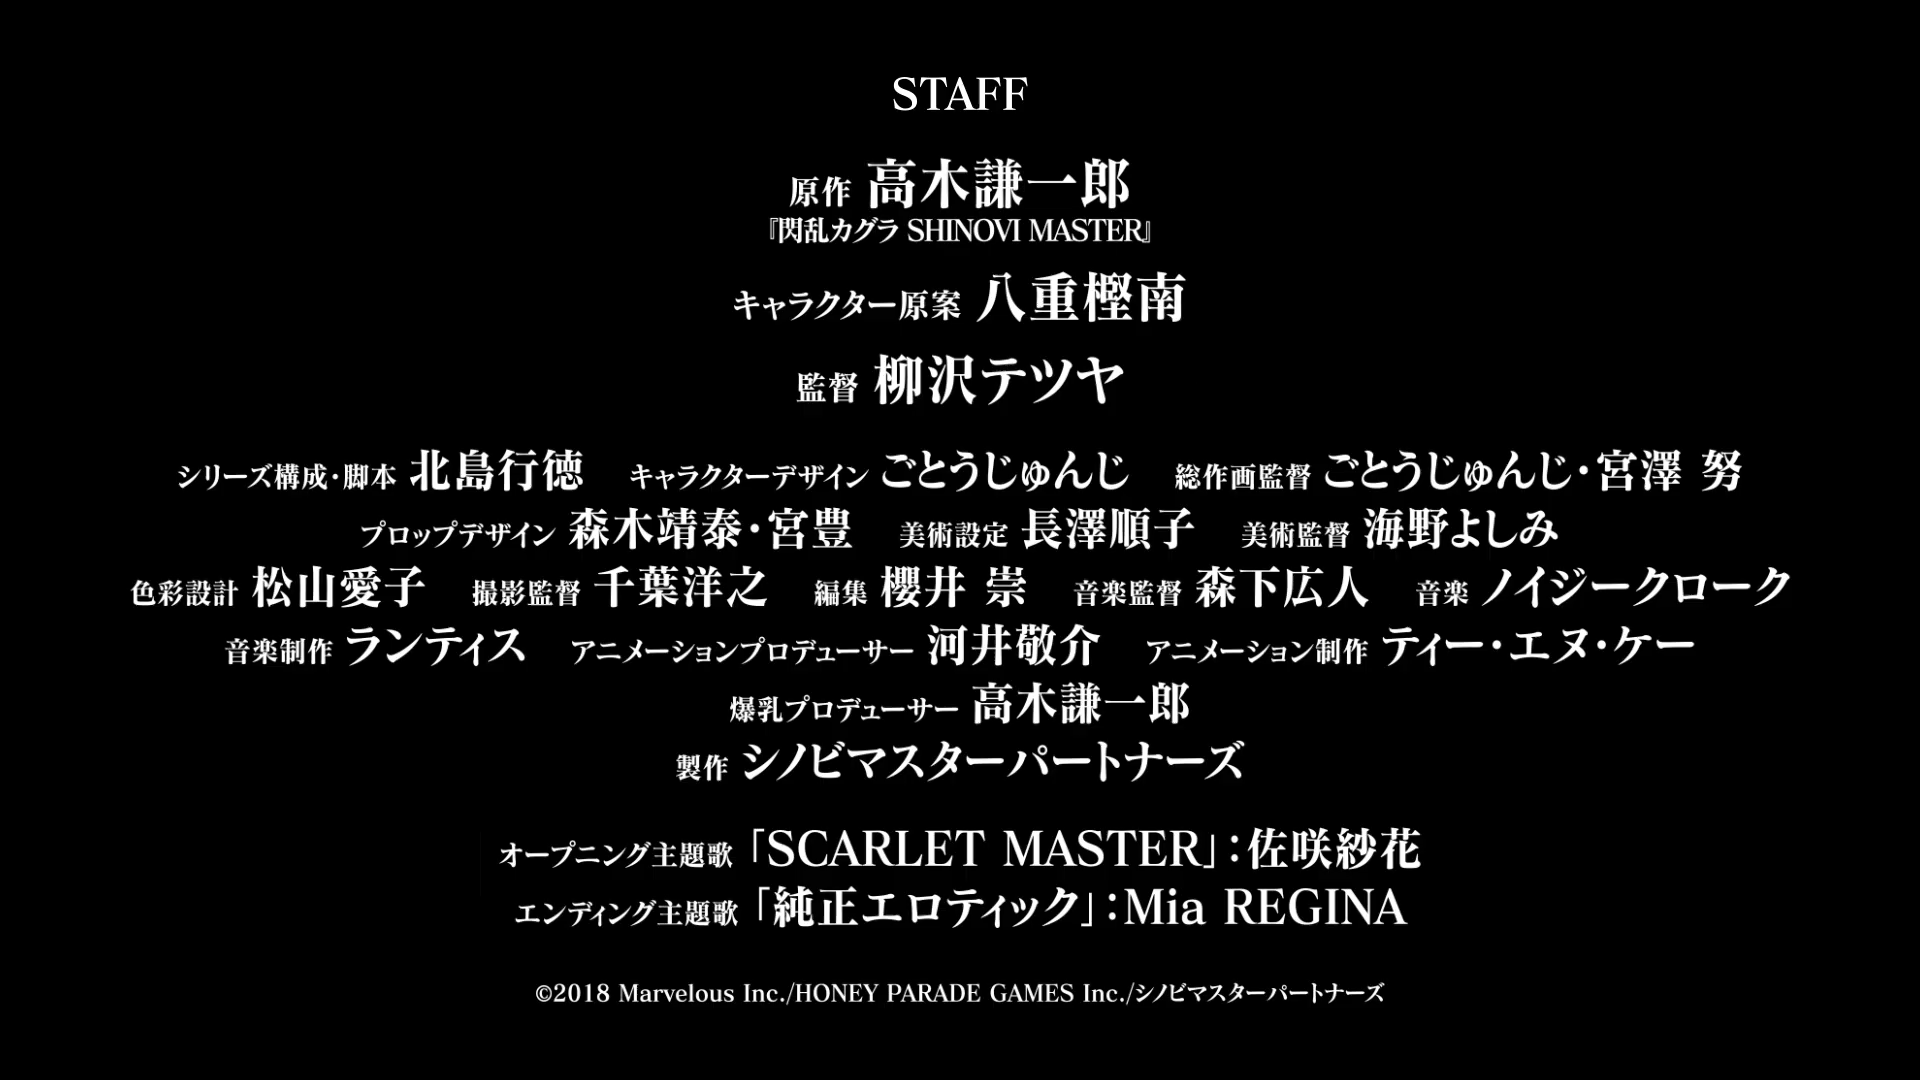 STAFF
原作 高木謙一郎
『閃乱カグラ SHINOVI MASTER』
キャラクター原案 八重樫南
監督 柳沢テツヤ
シリーズ構成・脚本 北島行徳 キャラクターデザイン ごとうじゅんじ 総作画監督 ごとうじゅんじ・宮澤 努
プロップデザイン 森木靖泰・宮豊 美術設定 長澤順子 美術監督 海野よしみ
色彩設計 松山愛子 撮影監督 千葉洋之 編集 櫻井 崇 音楽監督 森下広人 音楽 ノイジークローク
音楽制作 ランティス アニメーションプロデューサー 河井敬介 アニメーション制作 ティー・エヌ・ケー
爆乳プロデューサー 高木謙一郎
製作 シノビマスターパートナーズ
オープニング主題歌 「SCARLET MASTER」：佐咲紗花
エンディング主題歌 「純正エロティック」：Mia REGINA
©2018 Marvelous Inc./HONEY PARADE GAMES Inc./シノビマスターパートナーズ